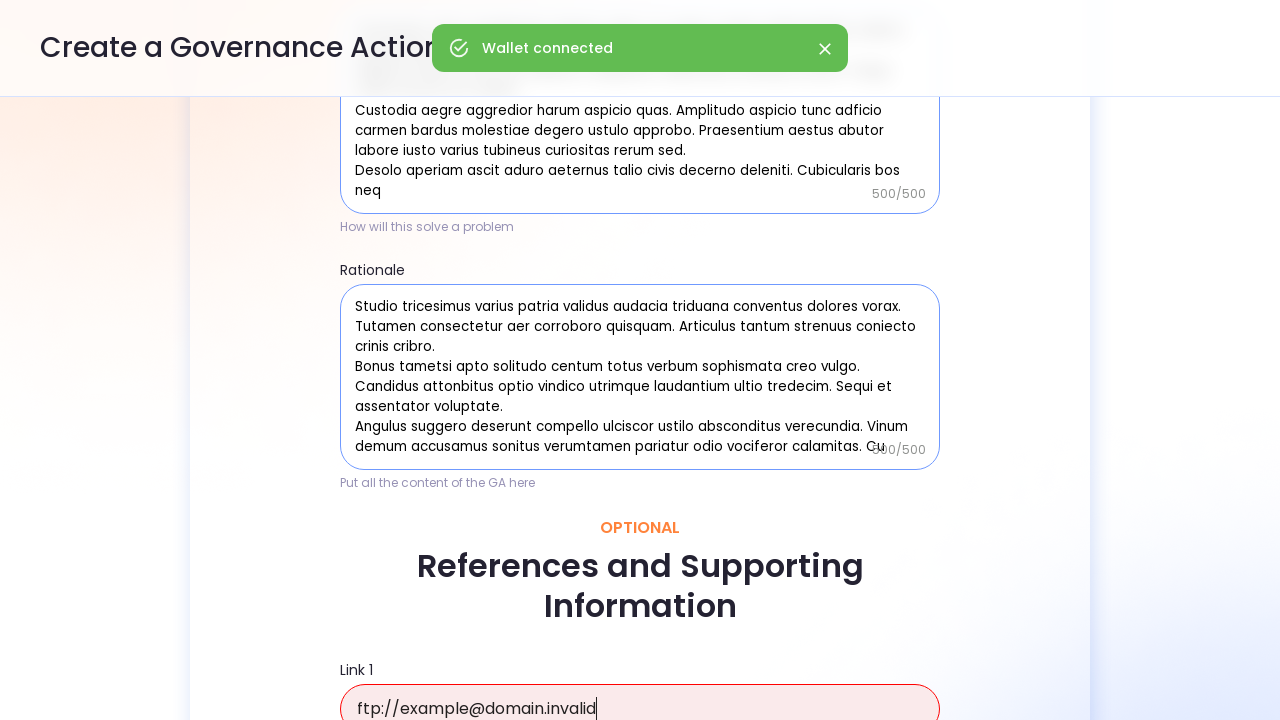 Create a Governance Action
Wallet connected
Custodia aegre aggredior harum aspicio quas. Amplitudo aspicio tunc adficio
carmen bardus molestiae degero ustulo approbo. Praesentium aestus abutor
labore iusto varius tubineus curiositas rerum sed.
Desolo aperiam ascit aduro aeternus talio civis decerno deleniti. Cubicularis bos
neq
500/500
How will this solve a problem
Rationale
Studio tricesimus varius patria validus audacia triduana conventus dolores vorax.
Tutamen consectetur aer corroboro quisquam. Articulus tantum strenuus coniecto
crinis cribro.
Bonus tametsi apto solitudo centum totus verbum sophismata creo vulgo.
Candidus attonbitus optio vindico utrimque laudantium ultio tredecim. Sequi et
assentator voluptate.
Angulus suggero deserunt compello ulciscor ustilo absconditus verecundia. Vinum
demum accusamus sonitus verumtamen pariatur odio vociferor calamitas. Cu
500/500
Put all the content of the GA here
OPTIONAL
References and Supporting
Information
Link 1
ftp://example@domain.invalid